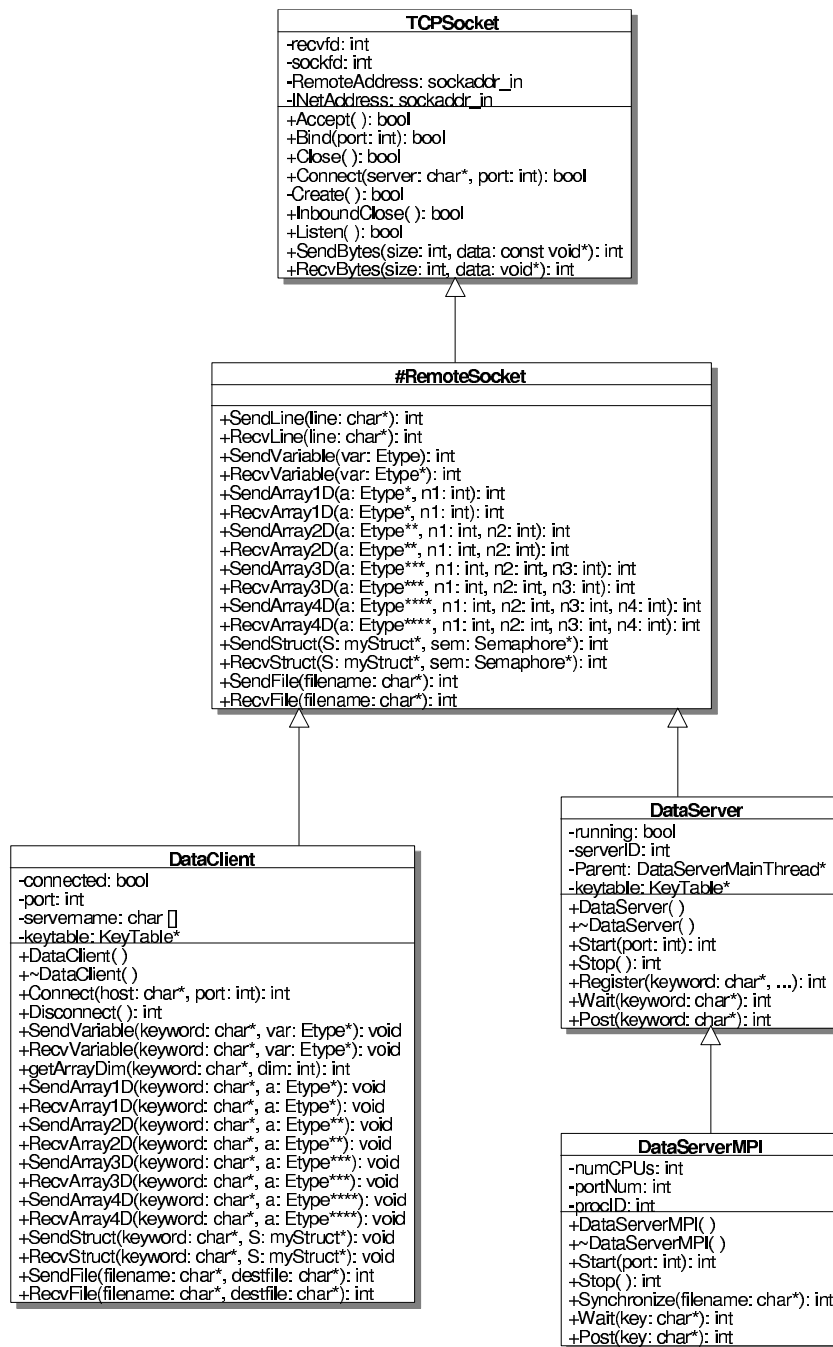 TCPSocket
-recvfd: int
-sockfd: int
-RemoteAddress: sockaddr_in
-INetAddress: sockaddr_in
+Accept( ): bool
+Bind(port: int): bool
+Close( ): bool
+Connect(server: char*, port: int): bool
-Create( ): bool
+InboundClose( ): bool
+Listen( ): bool
+SendBytes(size: int, data: const void*): int
+RecvBytes(size: int, data: void*): int
#RemoteSocket
+SendLine(line: char*): int
+RecvLine(line: char*): int
+SendVariable(var: Etype): int
+RecvVariable(var: Etype*): int
+SendArray1D(a: Etype*, n1: int): int
+RecvArray1D(a: Etype*, n1: int): int
+SendArray2D(a: Etype**, n1: int, n2: int): int
+RecvArray2D(a: Etype**, n1: int, n2: int): int
+SendArray3D(a: Etype***, n1: int, n2: int, n3: int): int
+RecvArray3D(a: Etype***, n1: int, n2: int, n3: int): int
+SendArray4D(a: Etype****, n1: int, n2: int, n3: int, n4: int): int
+RecvArray4D(a: Etype****, n1: int, n2: int, n3: int, n4: int): int
+SendStruct(S: myStruct*, sem: Semaphore*): int
+RecvStruct(S: myStruct*, sem: Semaphore*): int
+SendFile(filename: char*): int
+RecvFile(filename: char*): int
DataClient
-connected: bool
-port: int
-servername: char []
-keytable: KeyTable*
+DataClient( )
+~DataClient( )
+Connect(host: char*, port: int): int
+Disconnect( ): int
+SendVariable(keyword: char*, var: Etype*): void
+RecvVariable(keyword: char*, var: Etype*): void
+getArrayDim(keyword: char*, dim: int): int
+SendArray1D(keyword: char*, a: Etype*): void
+RecvArray1D(keyword: char*, a: Etype*): void
+SendArray2D(keyword: char*, a: Etype**): void
+RecvArray2D(keyword: char*, a: Etype**): void
+SendArray3D(keyword: char*, a: Etype***): void
+RecvArray3D(keyword: char*, a: Etype***): void
+SendArray4D(keyword: char*, a: Etype****): void
+RecvArray4D(keyword: char*, a: Etype****): void
+SendStruct(keyword: char*, S: myStruct*): void
+RecvStruct(keyword: char*, S: myStruct*): void
+SendFile(filename: char*, destfile: char*): int
+RecvFile(filename: char*, destfile: char*): int
DataServer
-running: bool
-serverID: int
-Parent: DataServerMainThread*
-keytable: KeyTable*
+DataServer( )
+~DataServer( )
+Start(port: int): int
+Stop( ): int
+Register(keyword: char*, ...): int
+Wait(keyword: char*): int
+Post(keyword: char*): int
DataServerMPI
-numCPUs: int
-portNum: int
-procID: int
+DataServerMPI( )
+~DataServerMPI( )
+Start(port: int): int
+Stop( ): int
+Synchronize(filename: char*): int
+Wait(key: char*): int
+Post(key: char*): int